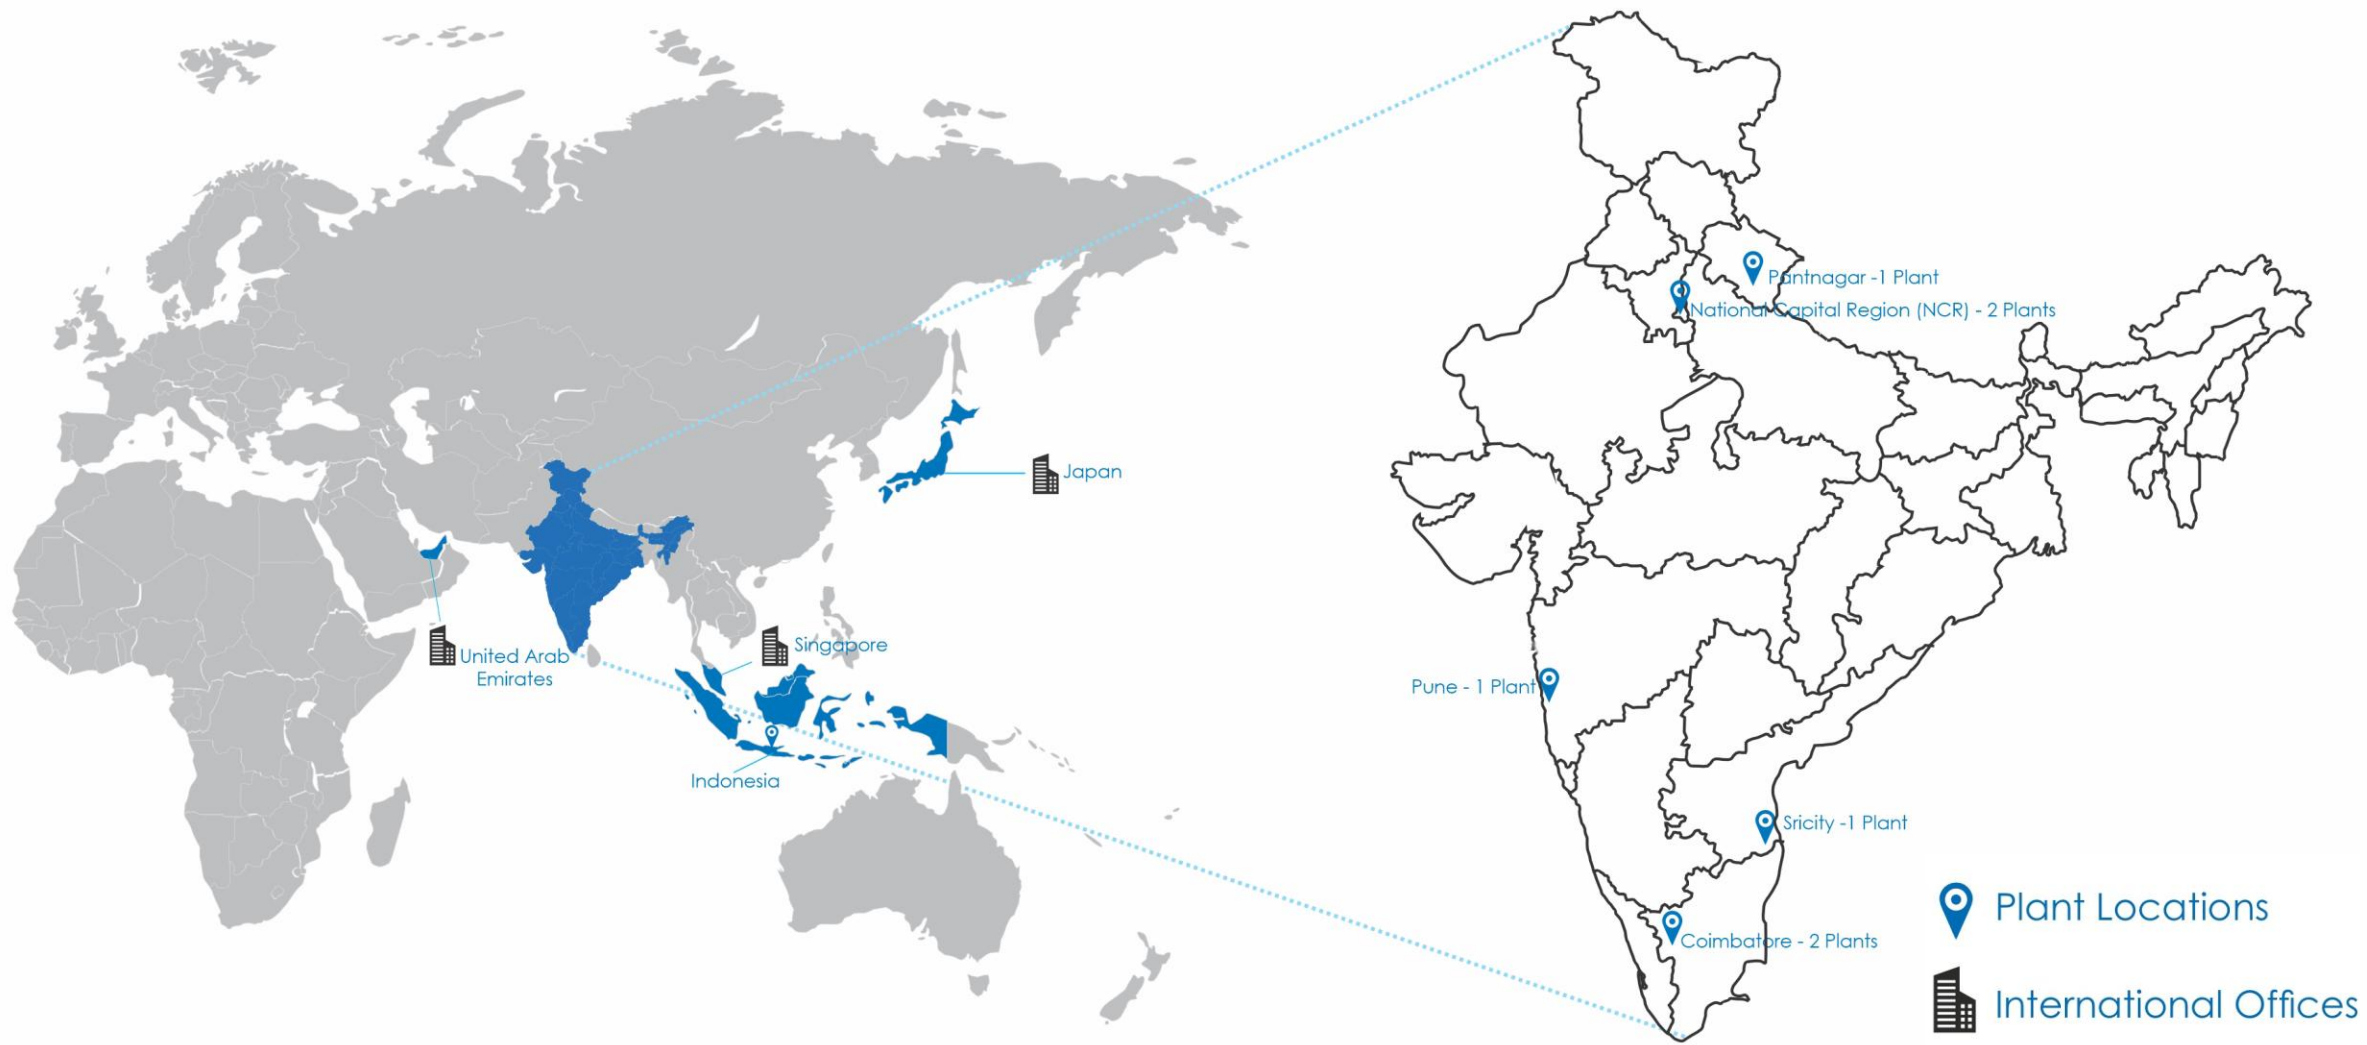 Japan
United Arab
Emirates
Singapore
Indonesia
Pantnagar -1 Plant
National Capital Region (NCR) - 2 Plants
Pune - 1 Plant
Sricity -1 Plant
Coimbatore - 2 Plants
Plant Locations
International Offices